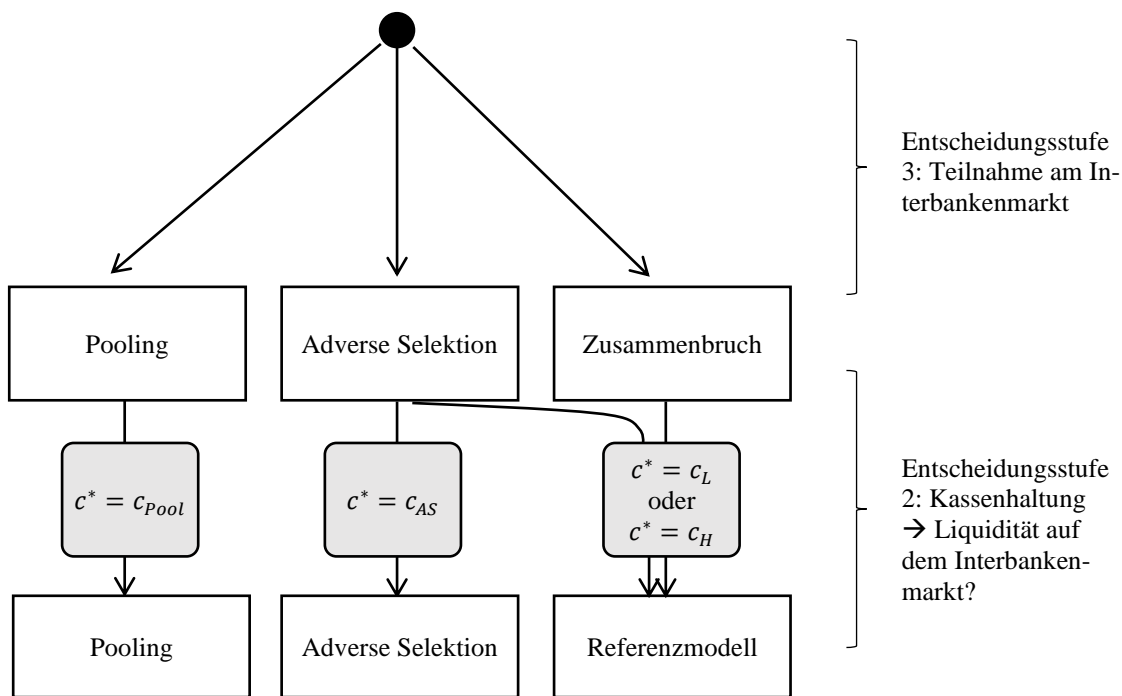 Entscheidungsstufe
3: Teilnahme am In-
terbankenmarkt
Pooling
Adverse Selektion
Zusammenbruch
c* = c_Pool
c* = c_AS
c* = c_L
oder
c* = c_H
Entscheidungsstufe
2: Kassenhaltung
→ Liquidität auf
dem Interbanken-
markt?
Pooling
Adverse Selektion
Referenzmodell